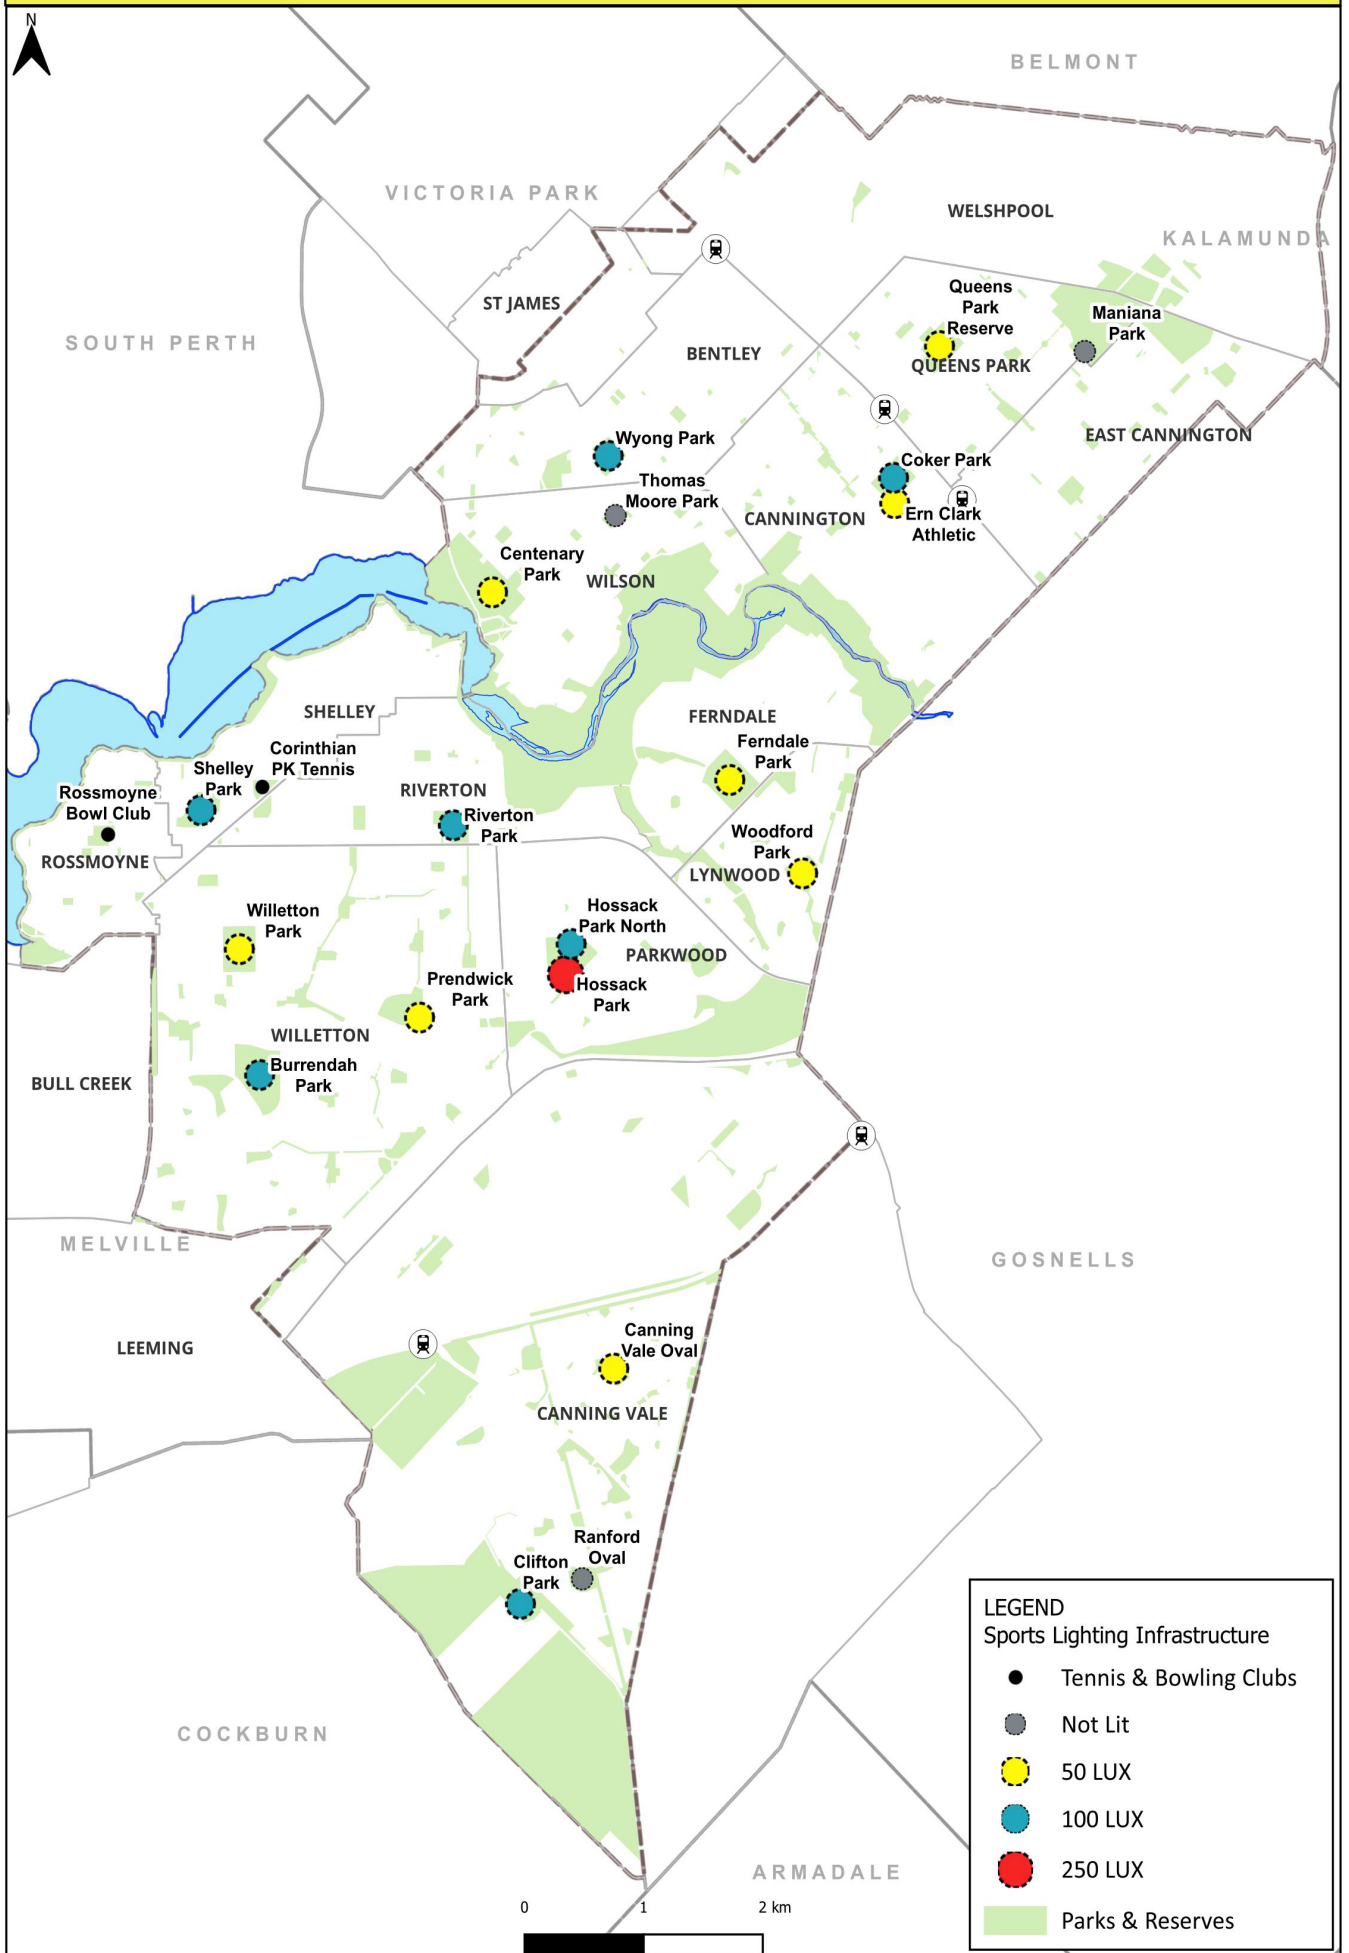 N
BELMONT
VICTORIA PARK
WELSHPOOL
KALAMUNDA
ST JAMES
Queens
Park
Reserve
Maniana
Park
SOUTH PERTH
BENTLEY
QUEENS PARK
EAST CANNINGTON
Wyong Park
Coker Park
Thomas
Moore Park
CANNINGTON
Ern Clark
Athletic
Centenary
Park
WILSON
SHELLEY
FERNDALE
Ferndale
Park
Corinthian
PK Tennis
Shelley
Park
Rossmoyne
Bowl Club
RIVERTON
Riverton
Park
Woodford
Park
ROSSMOYNE
LYNWOOD
Willetton
Park
Hossack
Park North
PARKWOOD
Prendwick
Park
Hossack
Park
WILLETTON
Burrendah
Park
BULL CREEK
MELVILLE
GOSNELLS
LEEMING
Canning
Vale Oval
CANNING VALE
Ranford
Oval
Clifton
Park
COCKBURN
ARMADALE
LEGEND
Sports Lighting Infrastructure
Tennis & Bowling Clubs
Not Lit
50 LUX
100 LUX
250 LUX
Parks & Reserves
0 1 2 km